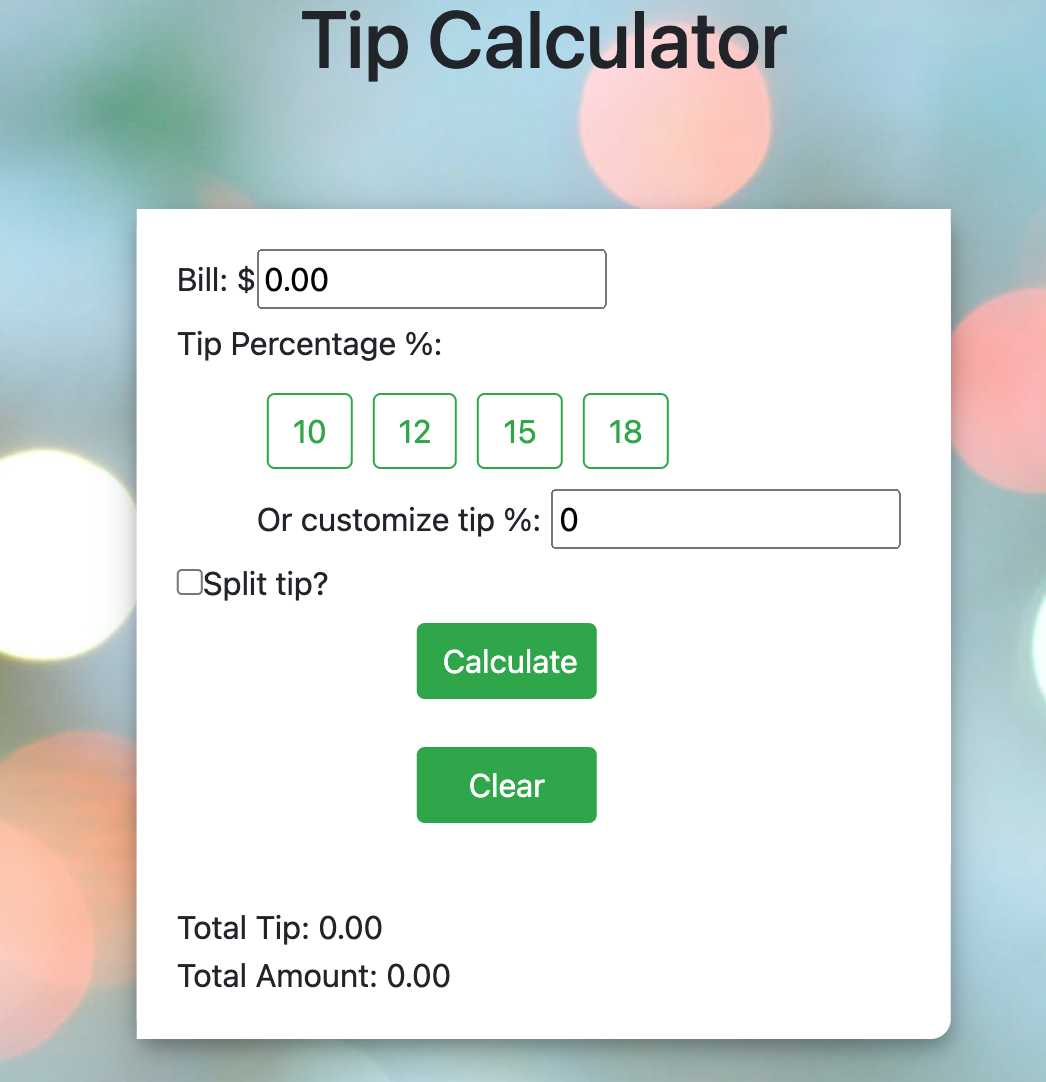 Tip Calculator
Bill: $ 0.00
Tip Percentage %:
10 12 15 18
Or customize tip %: 0
Split tip?
Calculate
Clear
Total Tip: 0.00
Total Amount: 0.00